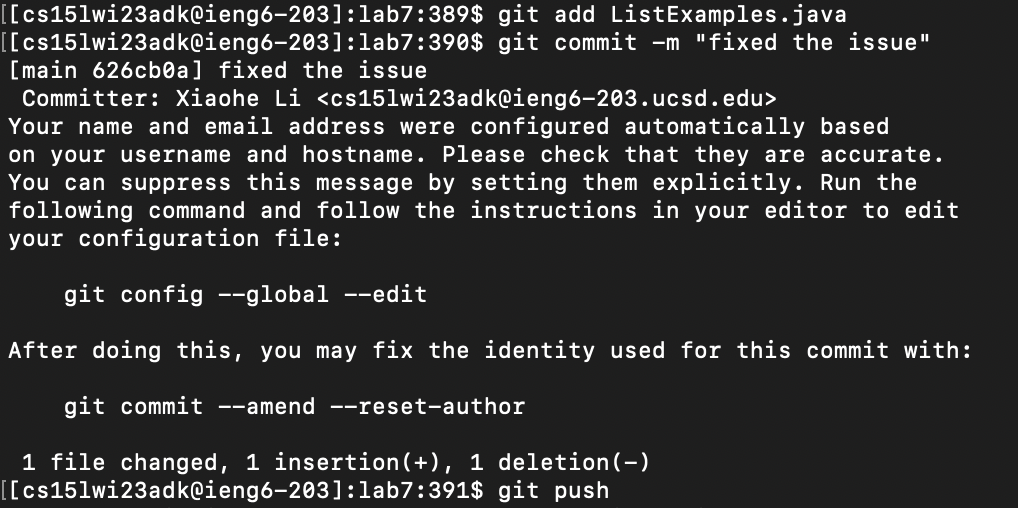 [[cs15lwi23adk@ieng6-203]:lab7:389$ git add ListExamples.java
[[cs15lwi23adk@ieng6-203]:lab7:390$ git commit -m "fixed the issue"
[main 626cb0a] fixed the issue
 Committer: Xiaohe Li <cs15lwi23adk@ieng6-203.ucsd.edu>
Your name and email address were configured automatically based
on your username and hostname. Please check that they are accurate.
You can suppress this message by setting them explicitly. Run the
following command and follow the instructions in your editor to edit
your configuration file:

    git config --global --edit

After doing this, you may fix the identity used for this commit with:

    git commit --amend --reset-author

 1 file changed, 1 insertion(+), 1 deletion(-)
[[cs15lwi23adk@ieng6-203]:lab7:391$ git push